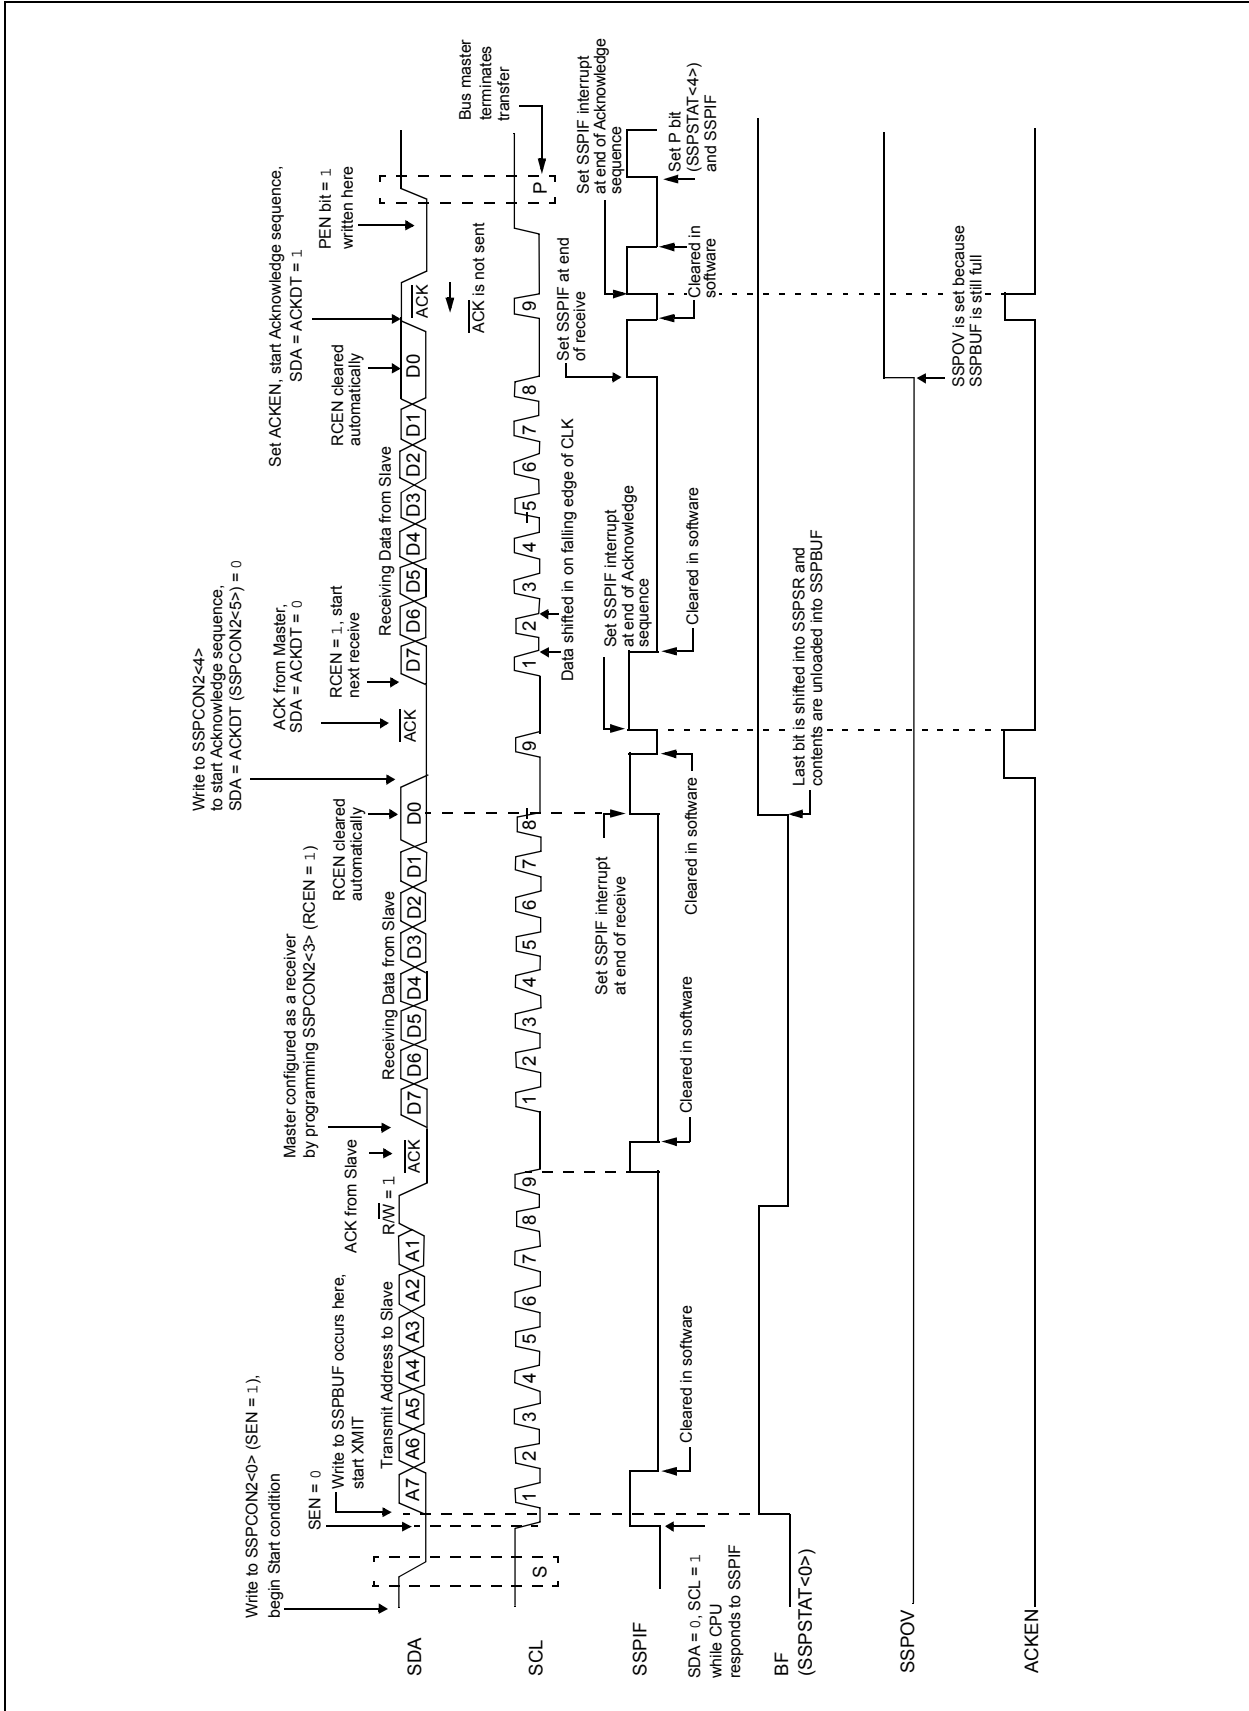 Write to SSPCON2<0> (SEN = 1),
begin Start condition
SEN = 0
Write to SSPBUF occurs here,
start XMIT
Transmit Address to Slave
R/W = 1
ACK from Slave
Master configured as a receiver
by programming SSPCON2<3> (RCEN = 1)
Receiving Data from Slave
RCEN cleared
automatically
Write to SSPCON2<4>
to start Acknowledge sequence,
SDA = ACKDT (SSPCON2<5>) = 0
ACK from Master,
SDA = ACKDT = 0
RCEN = 1, start
next receive
Receiving Data from Slave
RCEN cleared
automatically
Set ACKEN, start Acknowledge sequence,
SDA = ACKDT = 1
PEN bit = 1
written here
SDA
A7 A6 A5 A4 A3 A2 A1 ACK D7 D6 D5 D4 D3 D2 D1 D0 ACK D7 D6 D5 D4 D3 D2 D1 D0 ACK
ACK is not sent
Bus master
terminates
transfer
SCL
S 1 2 3 4 5 6 7 8 9 1 2 3 4 5 6 7 8 9 1 2 3 4 5 6 7 8 9 P
Data shifted in on falling edge of CLK
Set SSPIF interrupt
at end of receive
Set SSPIF interrupt
at end of Acknowledge
sequence
Set SSPIF at end
of receive
Set SSPIF interrupt
at end of Acknowledge
sequence
SSPIF
SDA = 0, SCL = 1
while CPU
responds to SSPIF
Cleared in software
Cleared in software
Cleared in software
Cleared in software
Cleared in
software
Set P bit
(SSPSTAT<4>)
and SSPIF
BF
(SSPSTAT<0>)
Last bit is shifted into SSPSR and
contents are unloaded into SSPBUF
SSPOV
SSPOV is set because
SSPBUF is still full
ACKEN